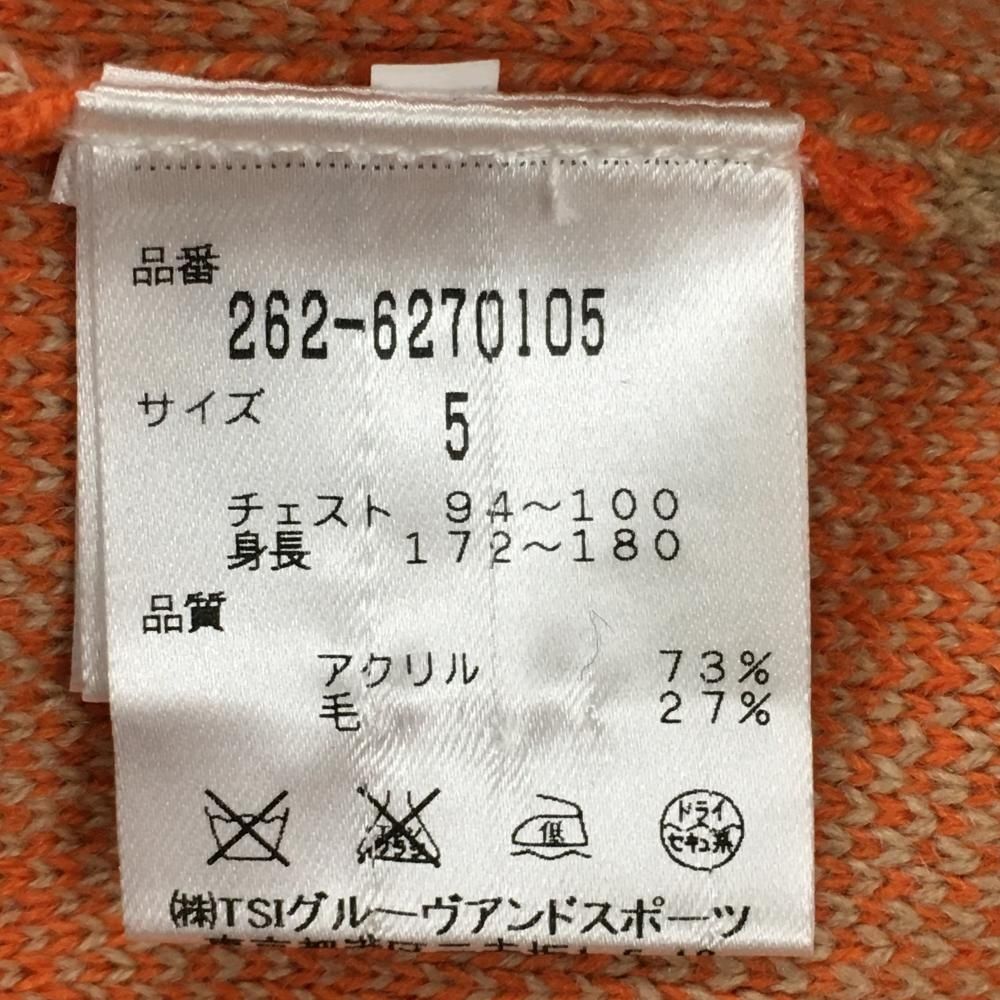 品番
262-6270105
サイズ 5
チェスト 94～100
身長 172～180
品質
アクリル 73%
毛 27%
低
ドライ
セキユ系
(株)TSIグルーヴアンドスポーツ